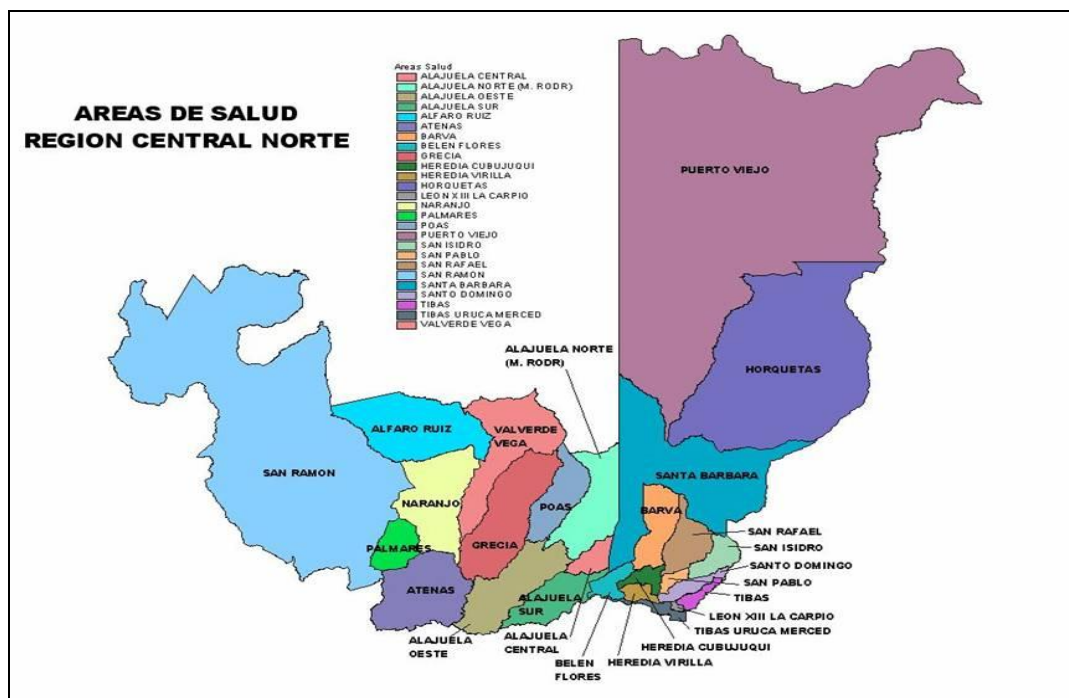 AREAS DE SALUD
REGION CENTRAL NORTE
Areas Salud
ALAJUELA CENTRAL
ALAJUELA NORTE (M. RODR)
ALAJUELA OESTE
ALAJUELA SUR
ALFARO RUIZ
ATENAS
BARVA
BELEN FLORES
GRECIA
HEREDIA CUBUJUQUI
HEREDIA VIRILLA
HORQUETAS
LEON XIII LA CARPIO
NARANJO
PALMARES
POAS
PUERTO VIEJO
SAN ISIDRO
SAN PABLO
SAN RAFAEL
SAN RAMON
SANTA BARBARA
SANTO DOMINGO
TIBAS
TIBAS URUCA MERCED
VALVERDE VEGA
PUERTO VIEJO
HORQUETAS
ALAJUELA NORTE
(M. RODR)
ALFARO RUIZ
VALVERDE
VEGA
SAN RAMON
SANTA BARBARA
NARANJO
POAS
BARVA
GRECIA
PALMARES
ATENAS
ALAJUELA
SUR
SAN RAFAEL
SAN ISIDRO
SANTO DOMINGO
SAN PABLO
TIBAS
LEON XIII LA CARPIO
TIBAS URUCA MERCED
HEREDIA CUBUJUQUI
HEREDIA VIRILLA
BELEN
FLORES
ALAJUELA
CENTRAL
ALAJUELA
OESTE